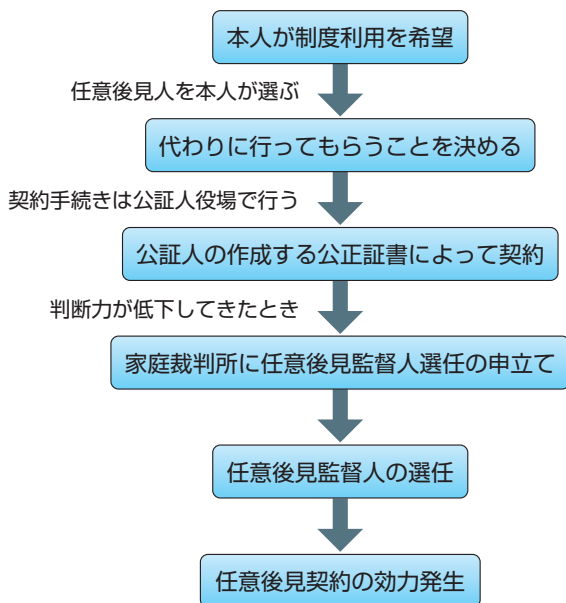 本人が制度利用を希望
任意後見人を本人が選ぶ
代わりに行ってもらうことを決める
契約手続きは公証人役場で行う
公証人の作成する公正証書によって契約
判断力が低下してきたとき
家庭裁判所に任意後見監督人選任の申立て
任意後見監督人の選任
任意後見契約の効力発生